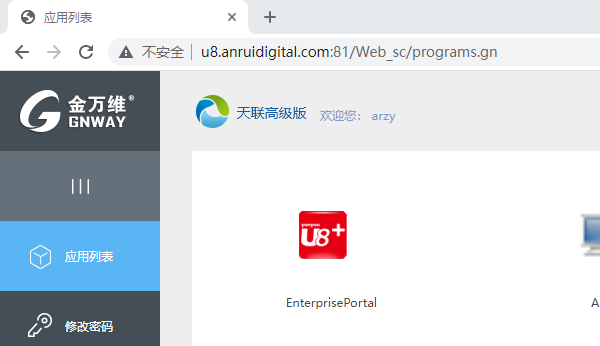 应用列表
不安全 | u8.anruidigital.com:81/Web_sc/programs.gn
金万维®
GNWAY
天联高级版 欢迎您： arzy
应用列表
修改密码
U8+
EnterprisePortal
A